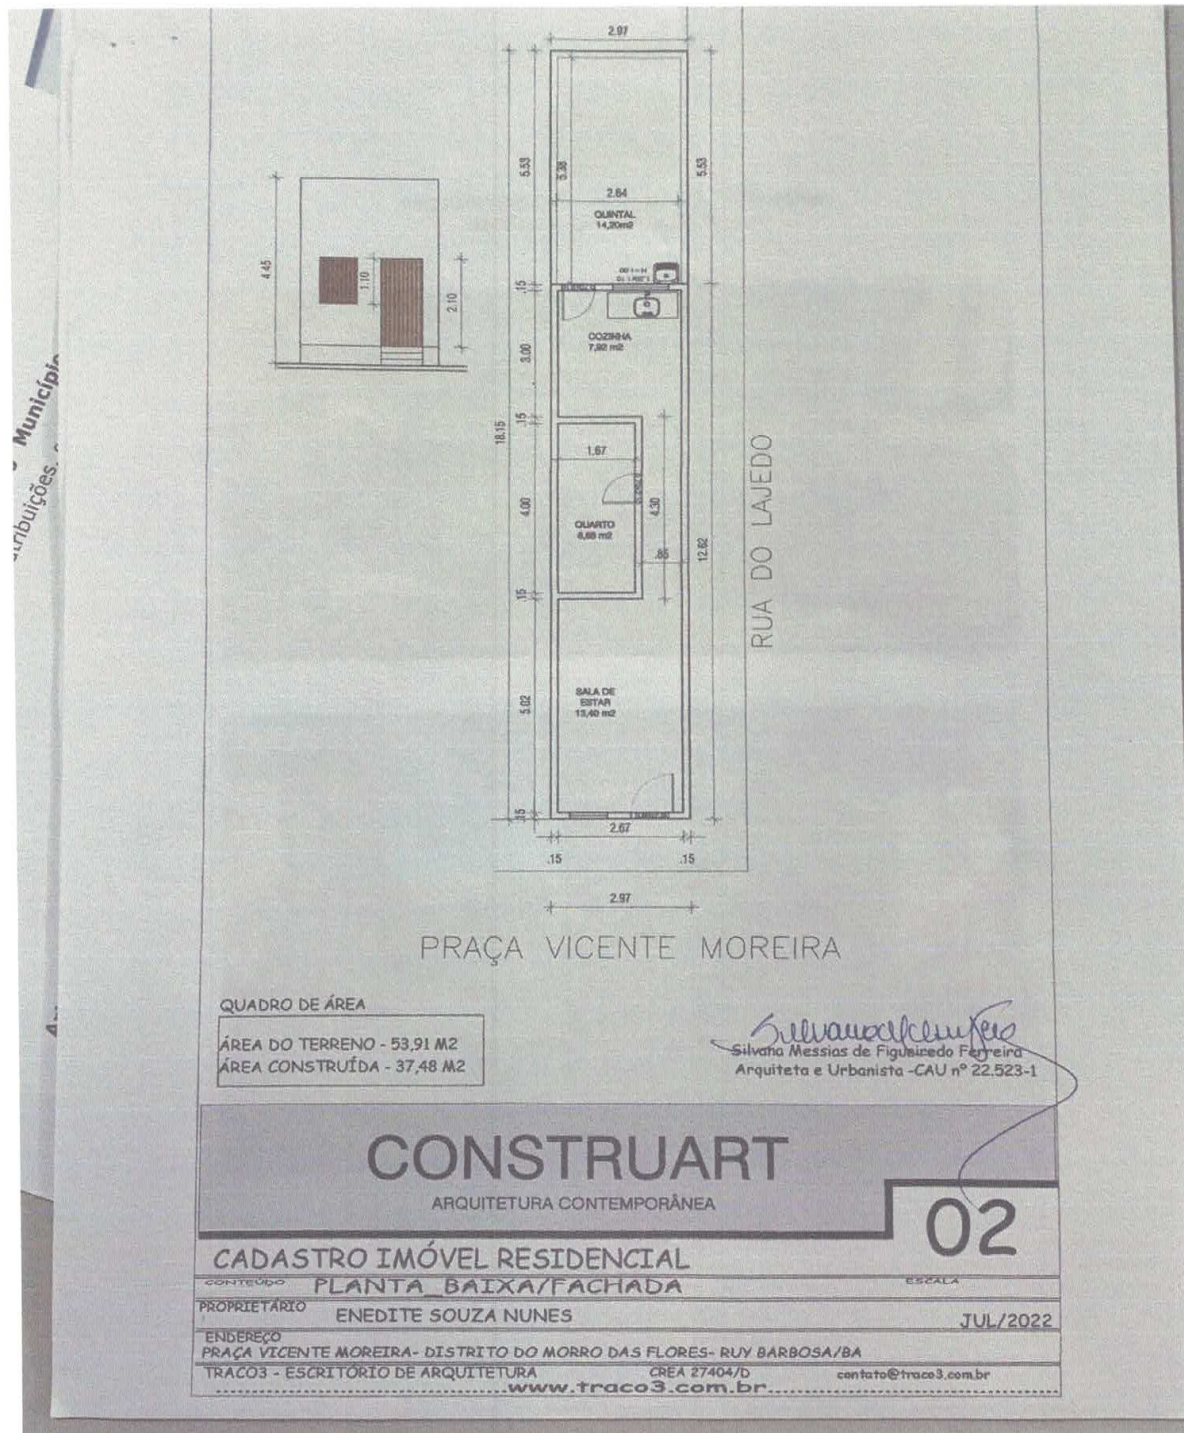 2.97
5.53
5.38
5.53
2.64
QUINTAL
14,20m2
4.45
1.10
2.10
.15
COZINHA
7,92 m2
3.00
.15
18.15
1.67
4.00
QUARTO
6,68 m2
4.30
.85
12.62
RUA DO LAJEDO
.15
5.02
SALA DE
ESTAR
13,40 m2
.15
2.67
.15
.15
2.97
PRAÇA VICENTE MOREIRA
Município
QUADRO DE ÁREA
ÁREA DO TERRENO - 53,91 M2
ÁREA CONSTRUÍDA - 37,48 M2
Silvana Messias de Figueiredo Ferreira
Arquiteta e Urbanista -CAU nº 22.523-1
CONSTRUART
ARQUITETURA CONTEMPORÂNEA
02
CADASTRO IMÓVEL RESIDENCIAL
CONTEÚDO PLANTA_BAIXA/FACHADA ESCALA
PROPRIETÁRIO ENEDITE SOUZA NUNES JUL/2022
ENDEREÇO
PRAÇA VICENTE MOREIRA- DISTRITO DO MORRO DAS FLORES- RUY BARBOSA/BA
TRACO3 - ESCRITÓRIO DE ARQUITETURA CREA 27404/D contato@traco3.com.br
www.traco3.com.br